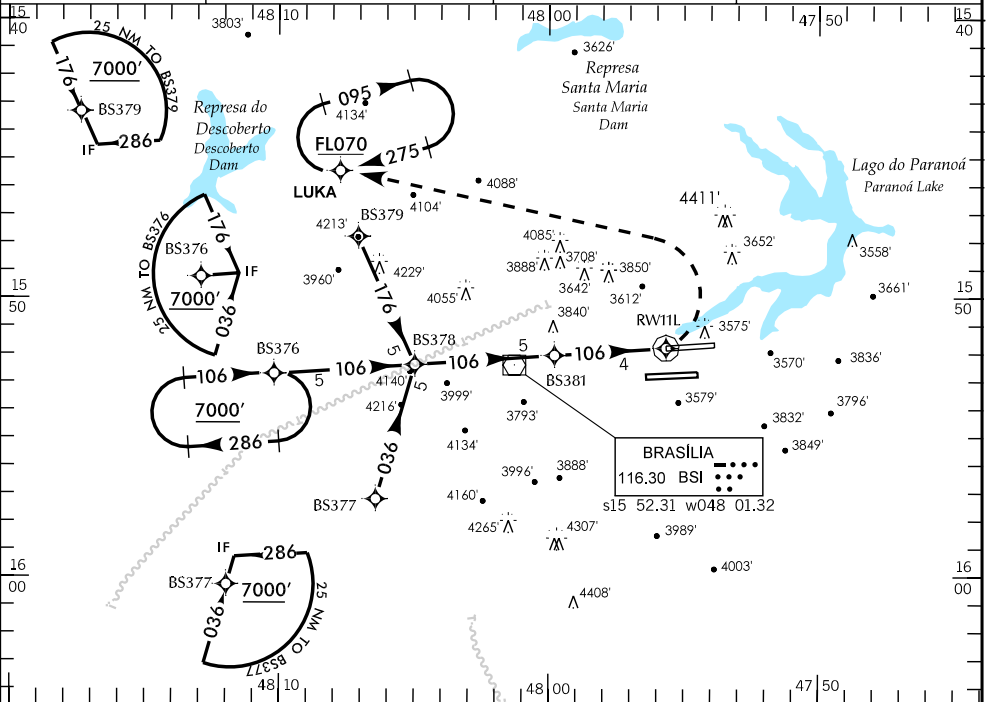 15
40
48 10
48 00
47 50
15
40
3803'
25 NM TO BS379
7000'
176
BS379
IF
286
Represa do
Descoberto
Descoberto
Dam
095
4134'
FL070
275
LUKA
3626'
Represa
Santa Maria
Santa Maria
Dam
Lago do Paranoá
Paranoá Lake
4088'
4104'
4411'
3652'
3558'
25 NM TO BS376
176
BS376
IF
7000'
036
4213'
BS379
3960'
4229'
176
4055'
4085'
3888'
3708'
3642'
3850'
3612'
3661'
15
50
15
50
3840'
RW11L
3575'
BS376
BS378
106
5
106
5
106
5
106
4
4140'
5
BS381
3999'
4216'
3793'
3570'
3836'
3579'
3796'
3832'
3849'
7000'
286
036
4134'
BS377
3996'
3888'
4160'
4265'
4307'
BRASÍLIA
116.30 BSI
s15 52.31 w048 01.32
3989'
4003'
4408'
IF
286
BS377
7000'
036
25 NM TO BS377
16
00
16
00
48 10
48 00
47 50